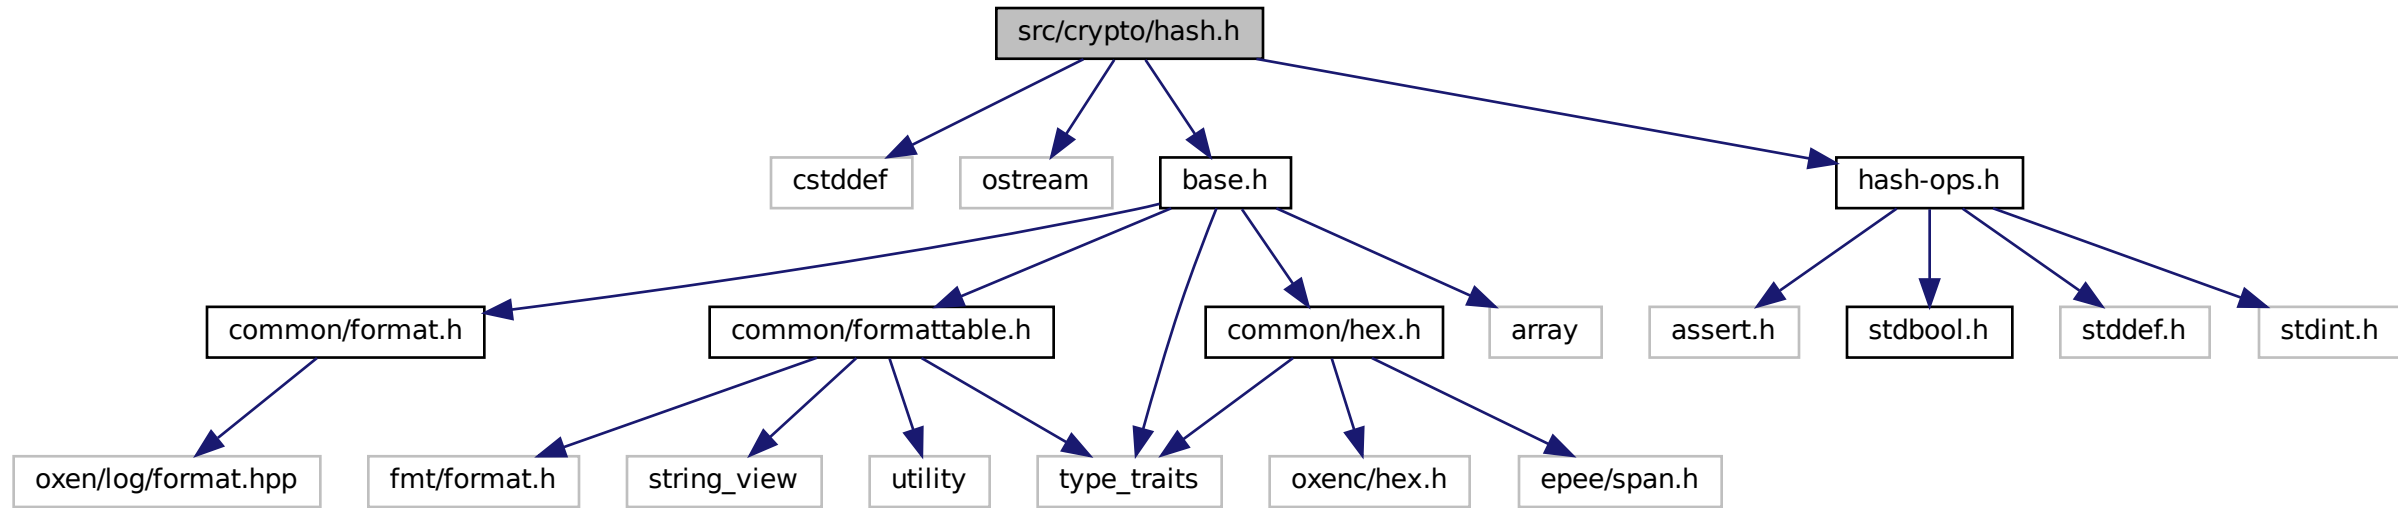 src/crypto/hash.h
cstddef
ostream
base.h
hash-ops.h
common/format.h
common/formattable.h
common/hex.h
array
assert.h
stdbool.h
stddef.h
stdint.h
oxen/log/format.hpp
fmt/format.h
string_view
utility
type_traits
oxenc/hex.h
epee/span.h